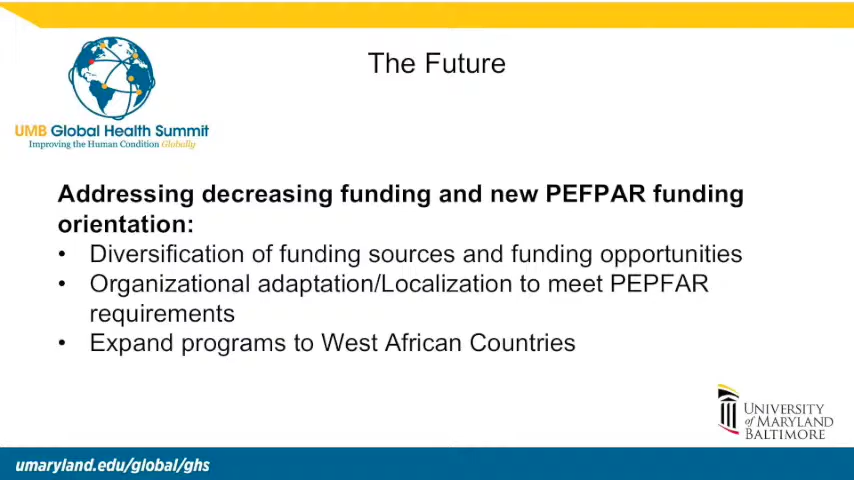 The Future
UMB Global Health Summit
Improving the Human Condition Globally
Addressing decreasing funding and new PEFPAR funding
orientation:
• Diversification of funding sources and funding opportunities
• Organizational adaptation/Localization to meet PEPFAR
requirements
• Expand programs to West African Countries
UNIVERSITY
of MARYLAND
BALTIMORE
umaryland.edu/global/ghs